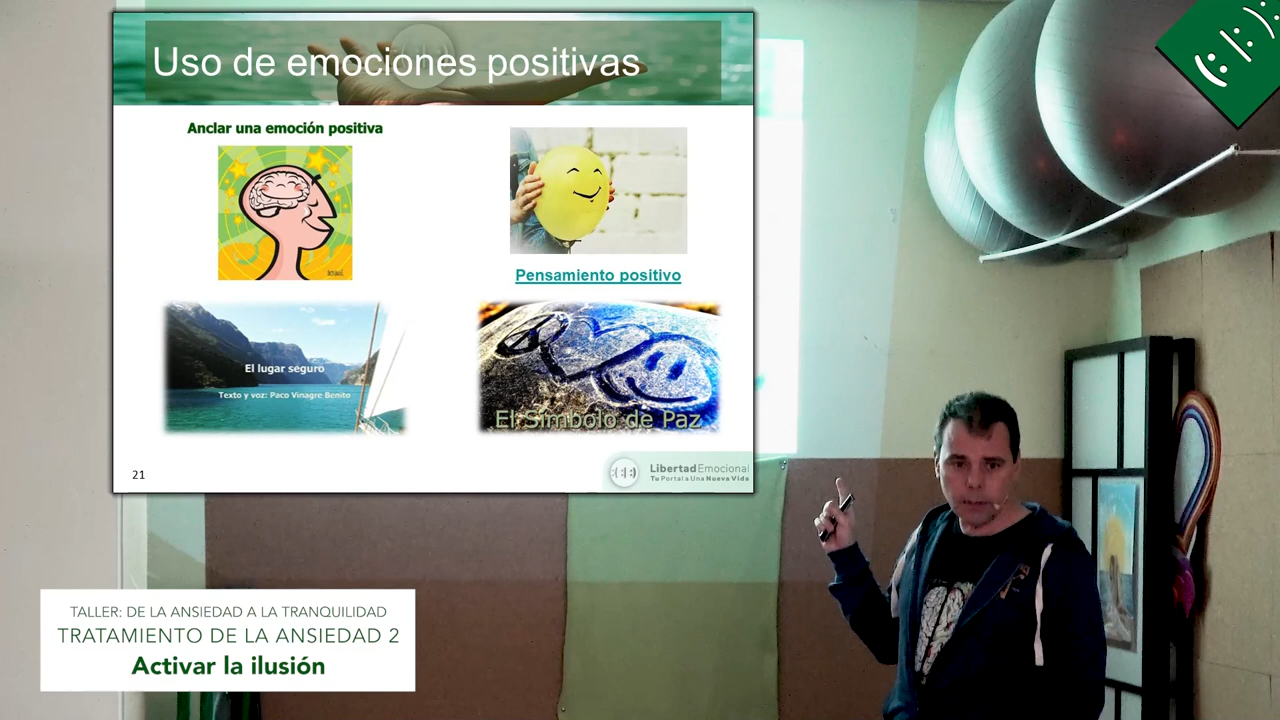 Uso de emociones positivas
Anclar una emoción positiva
Pensamiento positivo
El lugar seguro
Texto y voz: Paco Vinagre Benito
El Símbolo de Paz
21
LibertadEmocional
Tu Portal a Una Nueva Vida
TALLER: DE LA ANSIEDAD A LA TRANQUILIDAD
TRATAMIENTO DE LA ANSIEDAD 2
Activar la ilusión